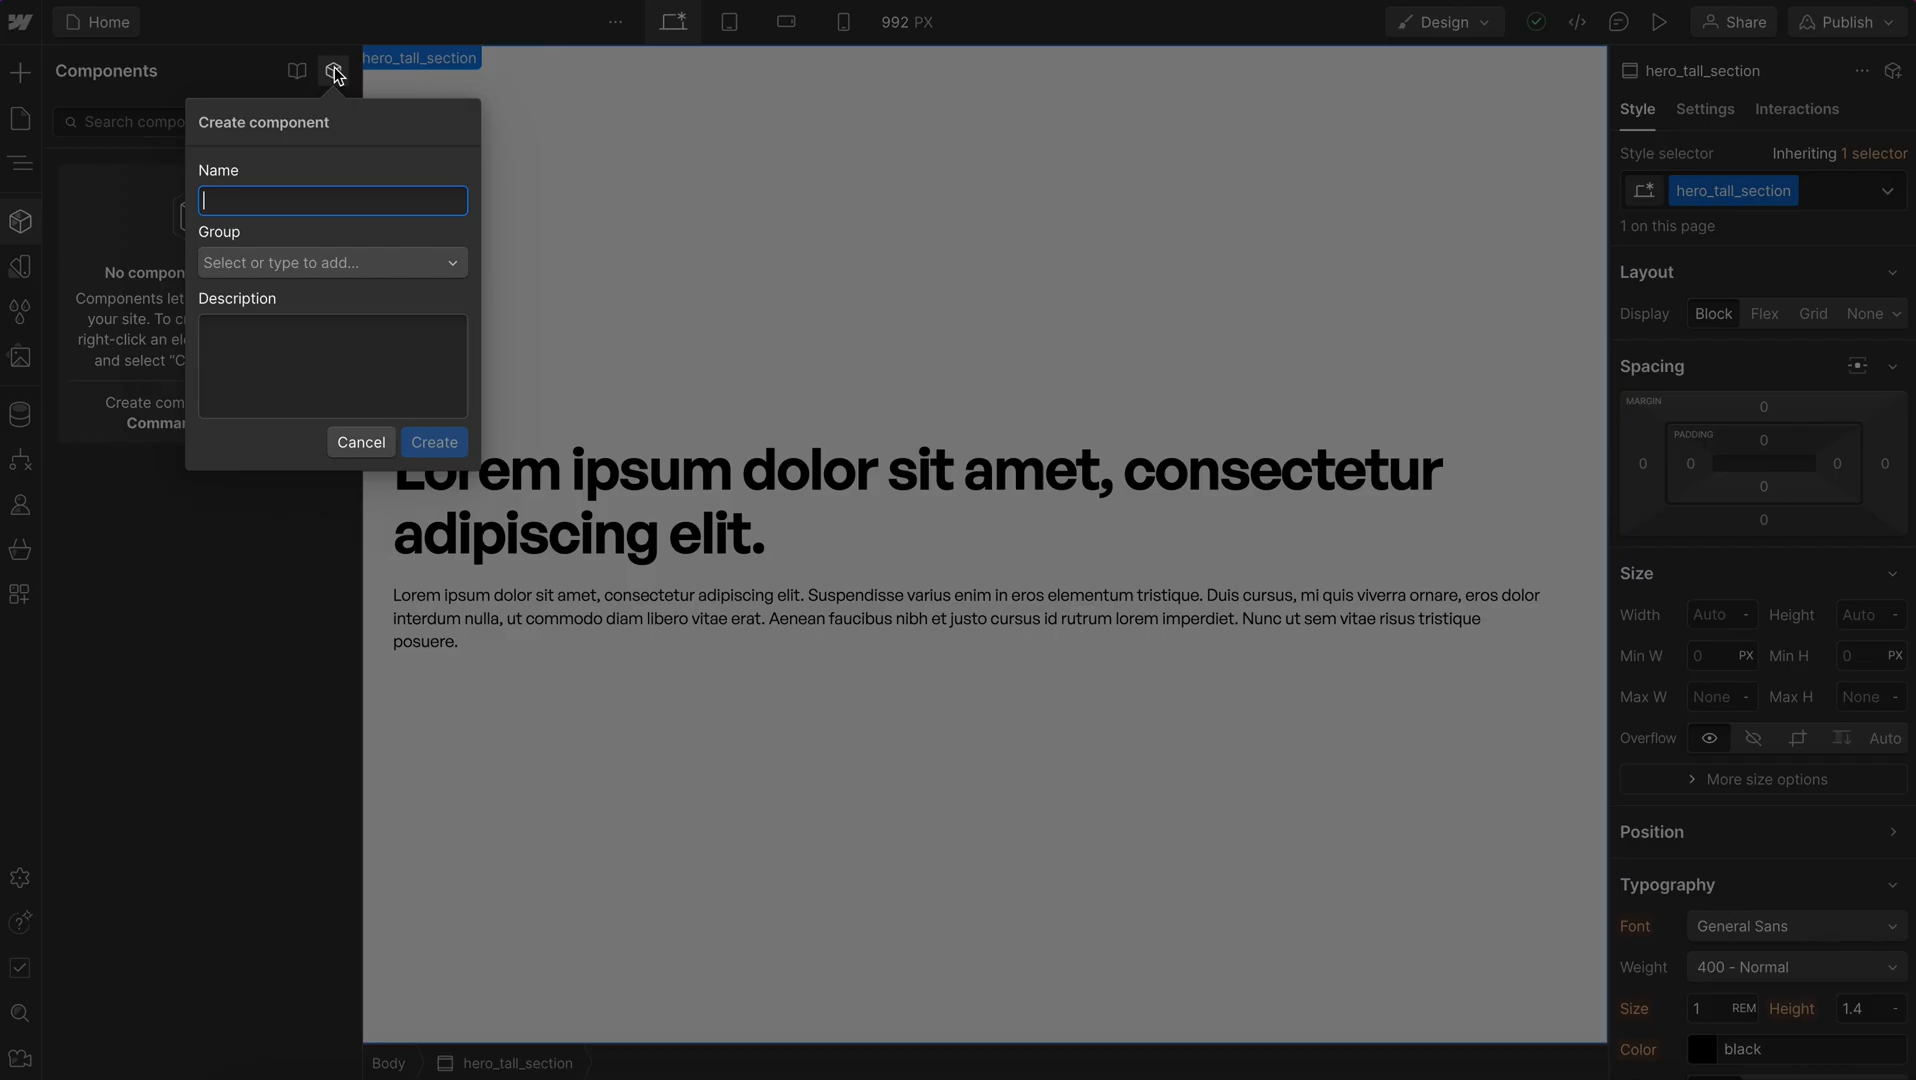 Home
...
992 PX
Design
Share
Publish
Components
Search compo
No compon
Components let
your site. To cr
right-click an el
and select “C
Create com
Comman
Create component
Name
Group
Select or type to add...
Description
Cancel
Create
hero_tall_section
Lorem ipsum dolor sit amet, consectetur
adipiscing elit.
Lorem ipsum dolor sit amet, consectetur adipiscing elit. Suspendisse varius enim in eros elementum tristique. Duis cursus, mi quis viverra ornare, eros dolor
interdum nulla, ut commodo diam libero vitae erat. Aenean faucibus nibh et justo cursus id rutrum lorem imperdiet. Nunc ut sem vitae risus tristique
posuere.
Body
hero_tall_section
hero_tall_section
Style Settings Interactions
Style selector Inheriting 1 selector
hero_tall_section
1 on this page
Layout
Display Block Flex Grid None
Spacing
MARGIN
0
PADDING
0
0 0 0 0
0
0
Size
Width Auto - Height Auto -
Min W 0 PX Min H 0 PX
Max W None - Max H None -
Overflow Auto
More size options
Position
Typography
Font General Sans
Weight 400 - Normal
Size 1 REM Height 1.4 -
Color black